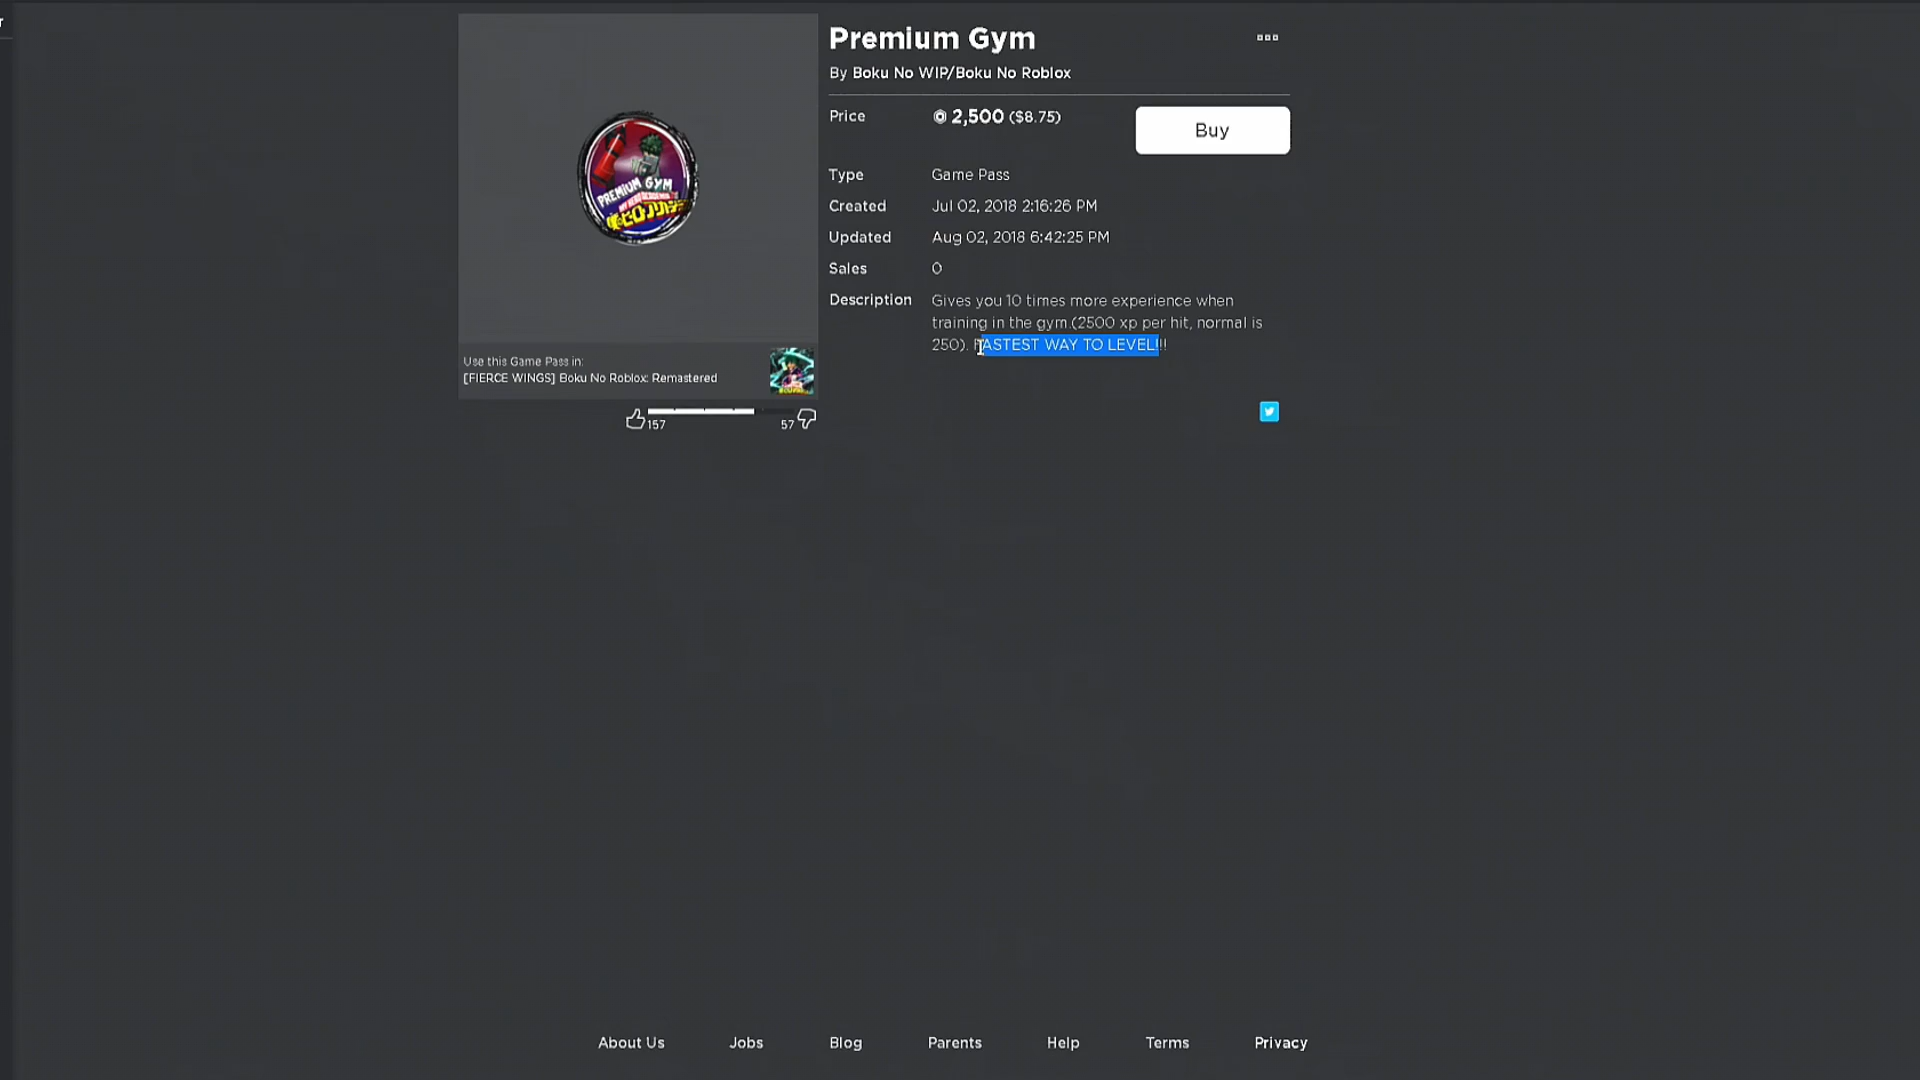 r
Premium Gym
By Boku No WIP/Boku No Roblox
Price 2,500 ($8.75)
Buy
Type Game Pass
Created Jul 02, 2018 2:16:26 PM
Updated Aug 02, 2018 6:42:25 PM
Sales 0
Description Gives you 10 times more experience when
training in the gym.(2500 xp per hit, normal is
250). FASTEST WAY TO LEVEL!!!
PREMIUM GYM
MY HERO ACADEMIA
Use this Game Pass in:
[FIERCE WINGS] Boku No Roblox: Remastered
157
57
About Us Jobs Blog Parents Help Terms Privacy